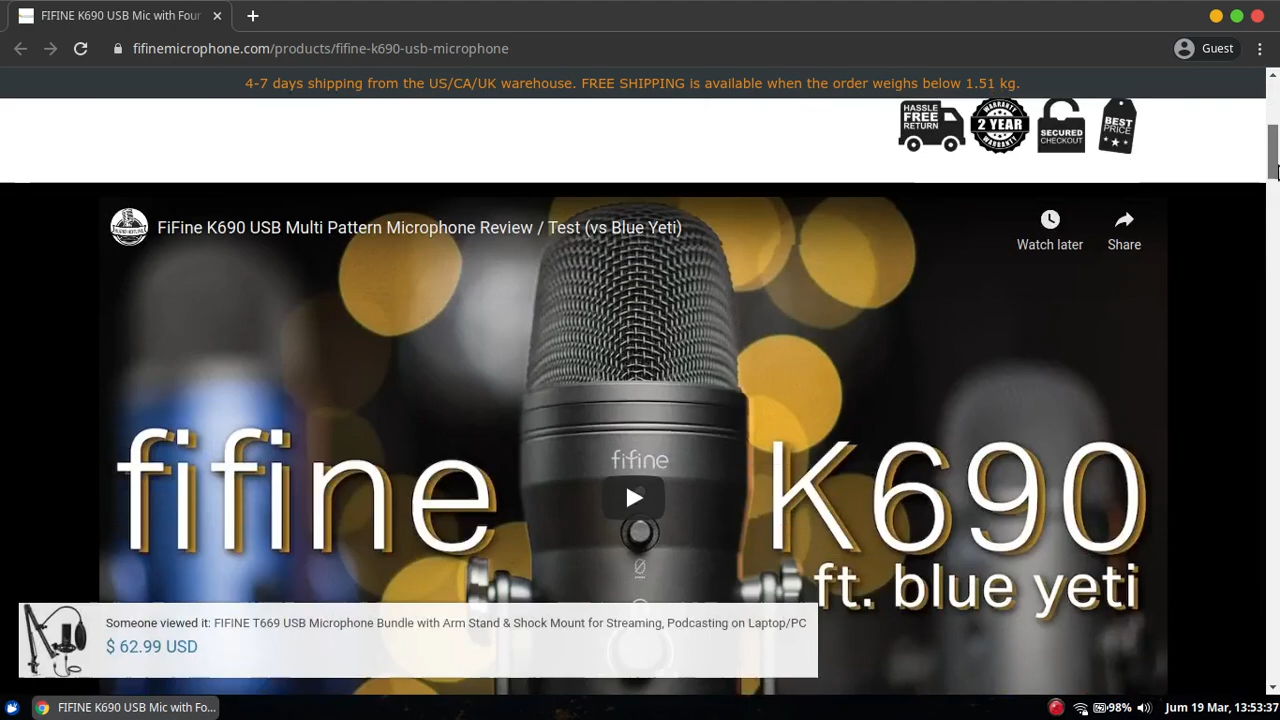 FIFINE K690 USB Mic with Four
fifinemicrophone.com/products/fifine-k690-usb-microphone
Guest
4-7 days shipping from the US/CA/UK warehouse. FREE SHIPPING is available when the order weighs below 1.51 kg.
HASSLE FREE RETURN
WARRANTY 2 YEAR WARRANTY
SECURED CHECKOUT
BEST PRICE
FiFine K690 USB Multi Pattern Microphone Review / Test (vs Blue Yeti)
Watch later
Share
fifine
fifine K690
ft. blue yeti
Someone viewed it: FIFINE T669 USB Microphone Bundle with Arm Stand & Shock Mount for Streaming, Podcasting on Laptop/PC
$ 62.99 USD
FIFINE K690 USB Mic with Fo...
98%
Jum 19 Mar, 13:53:37